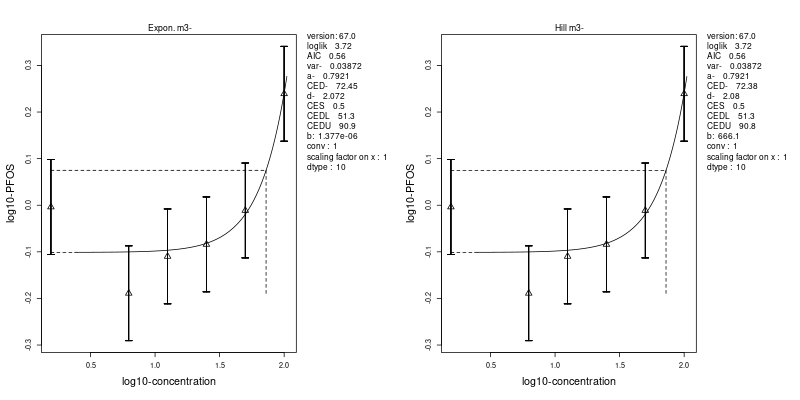 Expon. m3-
version: 67.0
loglik 3.72
AIC 0.56
var- 0.03872
a- 0.7921
CED- 72.45
d- 2.072
CES 0.5
CEDL 51.3
CEDU 90.9
b: 1.377e-06
conv : 1
scaling factor on x : 1
dtype : 10
log10-PFOS
0.3
0.2
0.1
0.0
-0.1
-0.2
-0.3
0.5 1.0 1.5 2.0
log10-concentration
Hill m3-
version: 67.0
loglik 3.72
AIC 0.56
var- 0.03872
a- 0.7921
CED- 72.38
d- 2.08
CES 0.5
CEDL 51.3
CEDU 90.8
b: 666.1
conv : 1
scaling factor on x : 1
dtype : 10
log10-PFOS
0.3
0.2
0.1
0.0
-0.1
-0.2
-0.3
0.5 1.0 1.5 2.0
log10-concentration